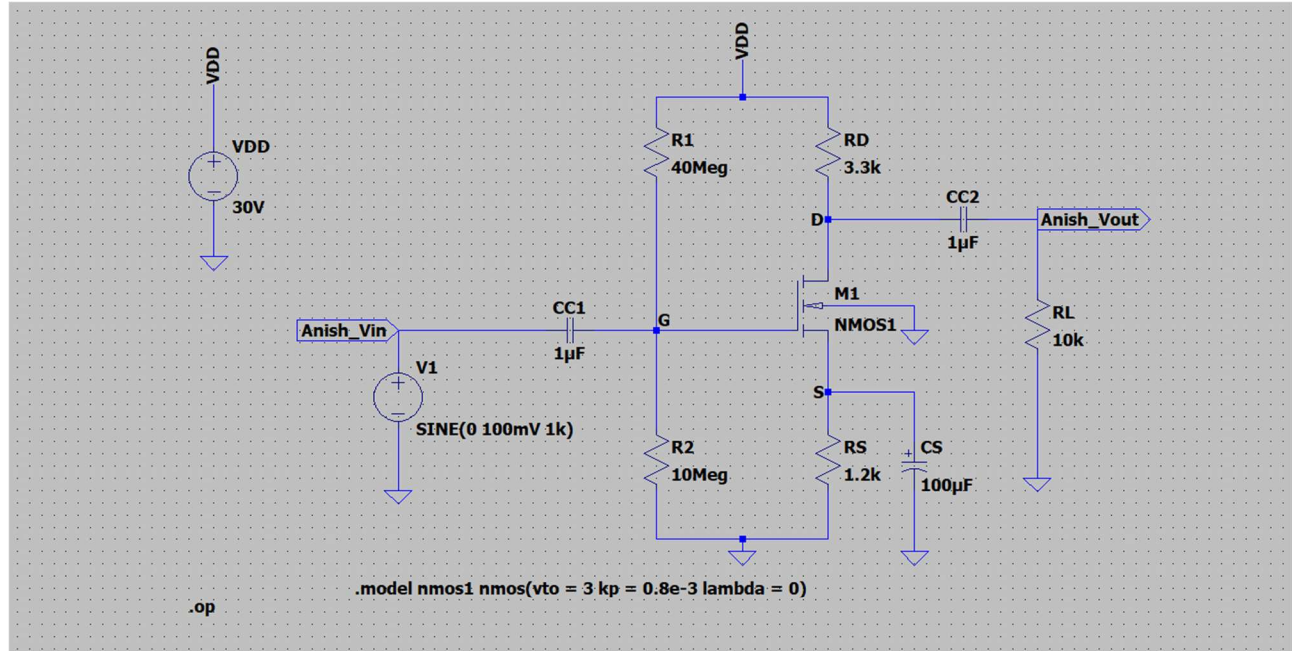 VDD
VDD
30V
VDD
R1
40Meg
RD
3.3k
D
CC2
1µF
Anish_Vout
RL
10k
M1
NMOS1
G
CC1
1µF
Anish_Vin
V1
SINE(0 100mV 1k)
R2
10Meg
S
RS
1.2k
+
CS
100µF
.model nmos1 nmos(vto = 3 kp = 0.8e-3 lambda = 0)
.op